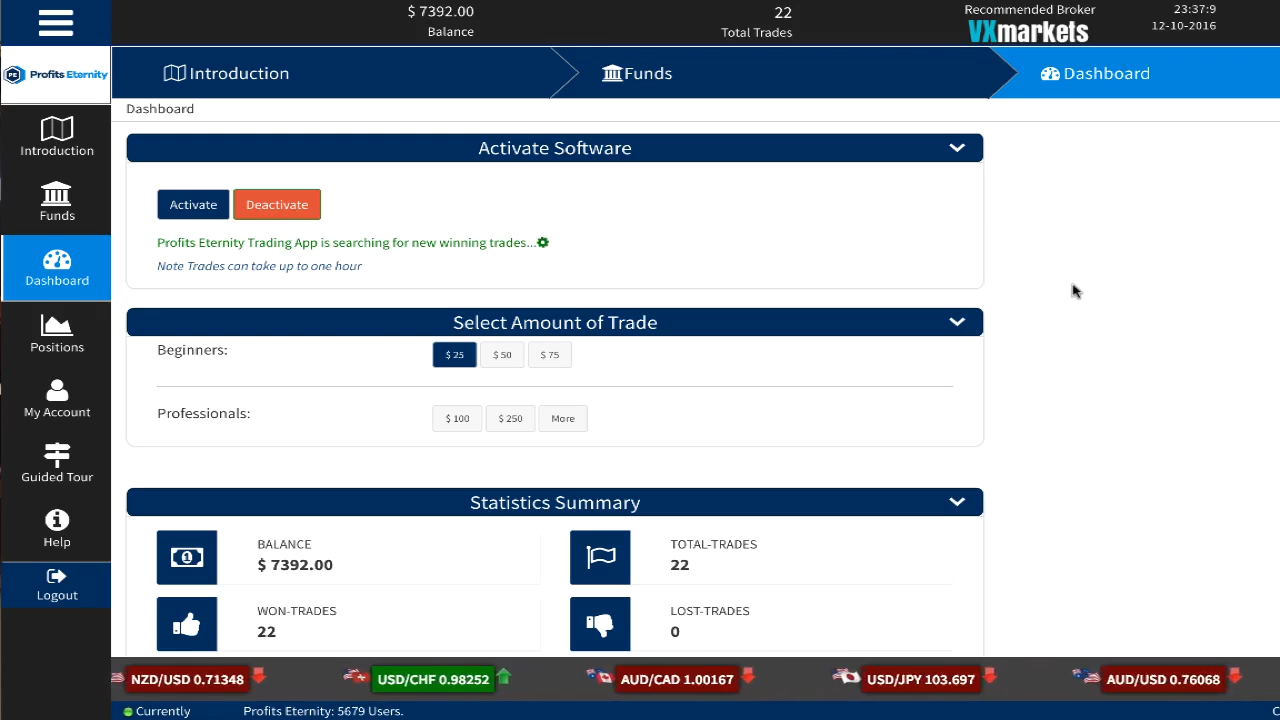 $ 7392.00
Balance
22
Total Trades
Recommended Broker
VXmarkets
23:37:9
12-10-2016
PE Profits Eternity
Introduction
Funds
Dashboard
Introduction
Funds
Dashboard
Positions
My Account
Guided Tour
Help
Logout
Dashboard
Activate Software
Activate
Deactivate
Profits Eternity Trading App is searching for new winning trades...
Note Trades can take up to one hour
Select Amount of Trade
Beginners:
$ 25
$ 50
$ 75
Professionals:
$ 100
$ 250
More
Statistics Summary
BALANCE
$ 7392.00
TOTAL-TRADES
22
WON-TRADES
22
LOST-TRADES
0
NZD/USD 0.71348
USD/CHF 0.98252
AUD/CAD 1.00167
USD/JPY 103.697
AUD/USD 0.76068
Currently
Profits Eternity: 5679 Users.